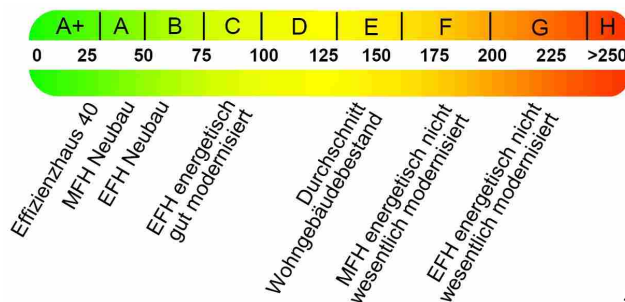 A+ A B C D E F G H
0 25 50 75 100 125 150 175 200 225 >250
Effizienzhaus 40
MFH Neubau
EFH Neubau
EFH energetisch
gut modernisiert
Durchschnitt
Wohngebäudebestand
MFH energetisch nicht
wesentlich modernisiert
EFH energetisch nicht
wesentlich modernisiert